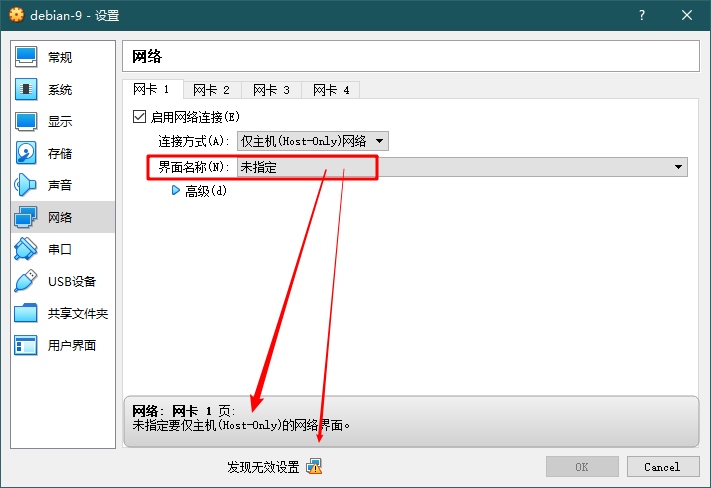 debian-9 - 设置
常规
系统
显示
存储
声音
网络
串口
USB设备
共享文件夹
用户界面
网络
网卡 1 网卡 2 网卡 3 网卡 4
启用网络连接(E)
连接方式(A): 仅主机(Host-Only)网络
界面名称(N): 未指定
高级(d)
网络: 网卡 1 页:
未指定要仅主机(Host-Only)的网络界面。
发现无效设置
OK Cancel